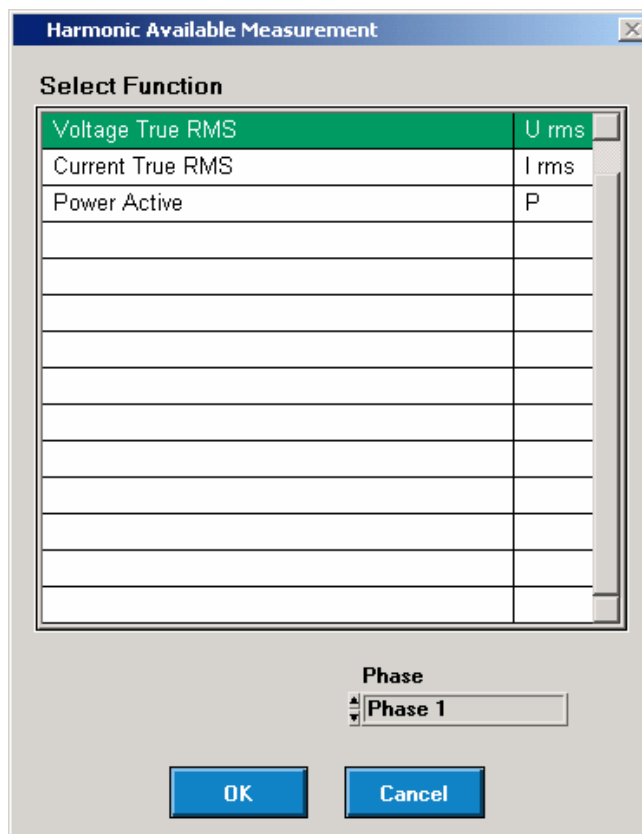 Harmonic Available Measurement
Select Function
Voltage True RMS U rms
Current True RMS I rms
Power Active P
Phase
Phase 1
OK Cancel